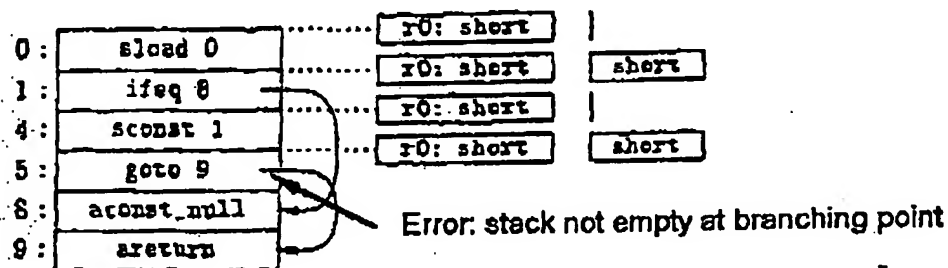 r0: short
0: sload 0
r0: short short
1: ifeq 8
r0: short
4: sconst 1
r0: short short
5: goto 9
8: aconst_null
Error: stack not empty at branching point
9: areturn